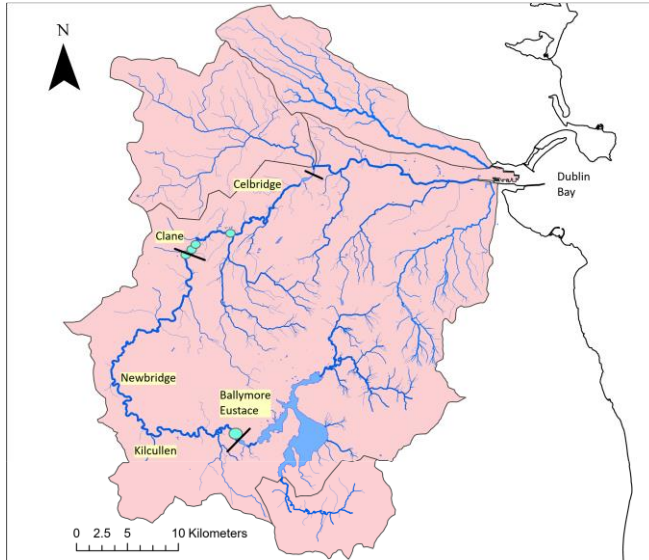 N
Dublin
Bay
Celbridge
Clane
Newbridge
Ballymore
Eustace
Kilcullen
0 2.5 5 10 Kilometers